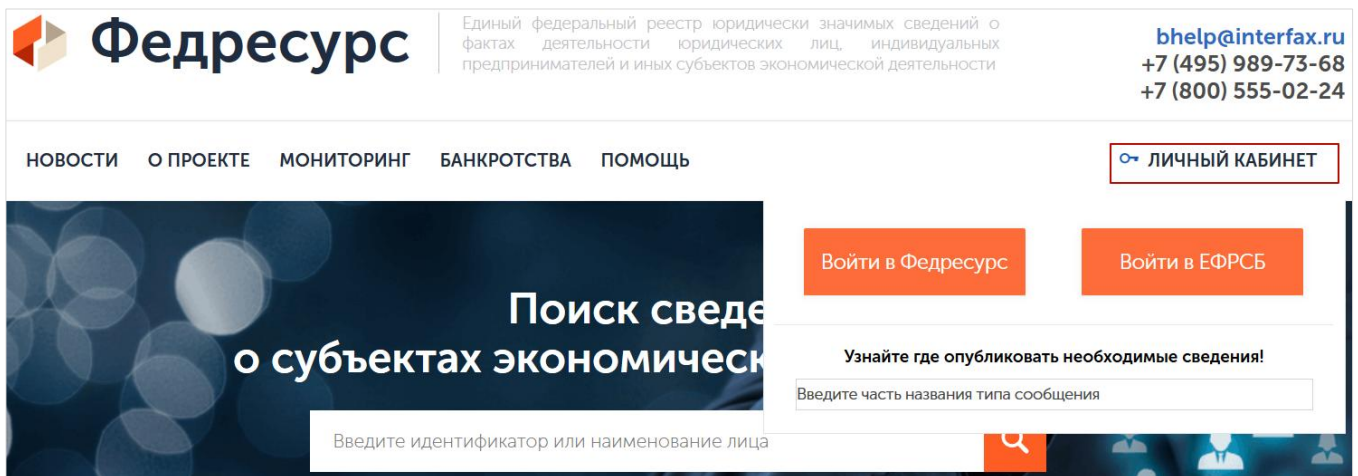 Федресурс
Единый федеральный реестр юридически значимых сведений о
фактах деятельности юридических лиц, индивидуальных
предпринимателей и иных субъектов экономической деятельности
bhelp@interfax.ru
+7 (495) 989-73-68
+7 (800) 555-02-24
НОВОСТИ О ПРОЕКТЕ МОНИТОРИНГ БАНКРОТСТВА ПОМОЩЬ
ЛИЧНЫЙ КАБИНЕТ
Войти в Федресурс
Войти в ЕФРСБ
Узнайте где опубликовать необходимые сведения!
Введите часть названия типа сообщения
Поиск сведе
о субъектах экономическ
Введите идентификатор или наименование лица